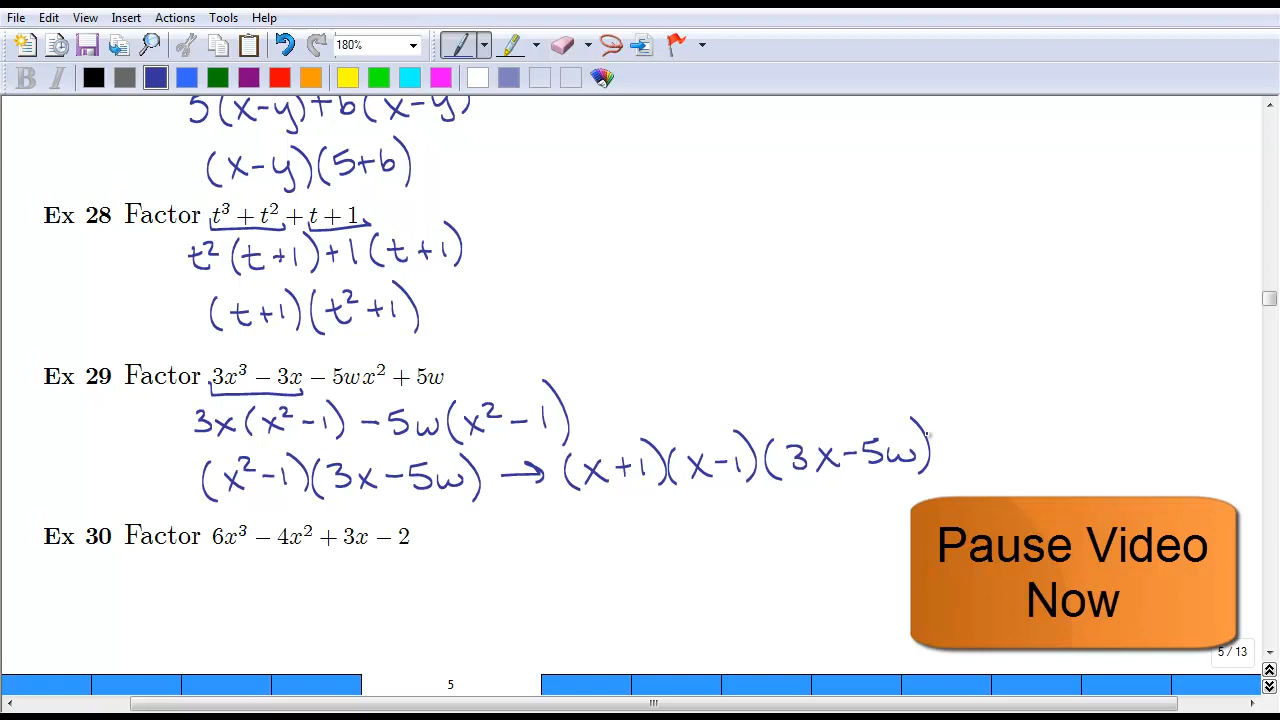 File Edit View Insert Actions Tools Help
180%
B I
5(x-y)+b(x-y)
(x-y)(5+b)
Ex 28 Factor t³ + t² + t + 1
t²(t+1)+1(t+1)
(t+1)(t²+1)
Ex 29 Factor 3x³ − 3x − 5wx² + 5w
3x(x²-1) -5w(x²-1)
(x²-1)(3x-5w) → (x+1)(x-1)(3x-5w)
Ex 30 Factor 6x³ − 4x² + 3x − 2
Pause Video
Now
5 / 13
5